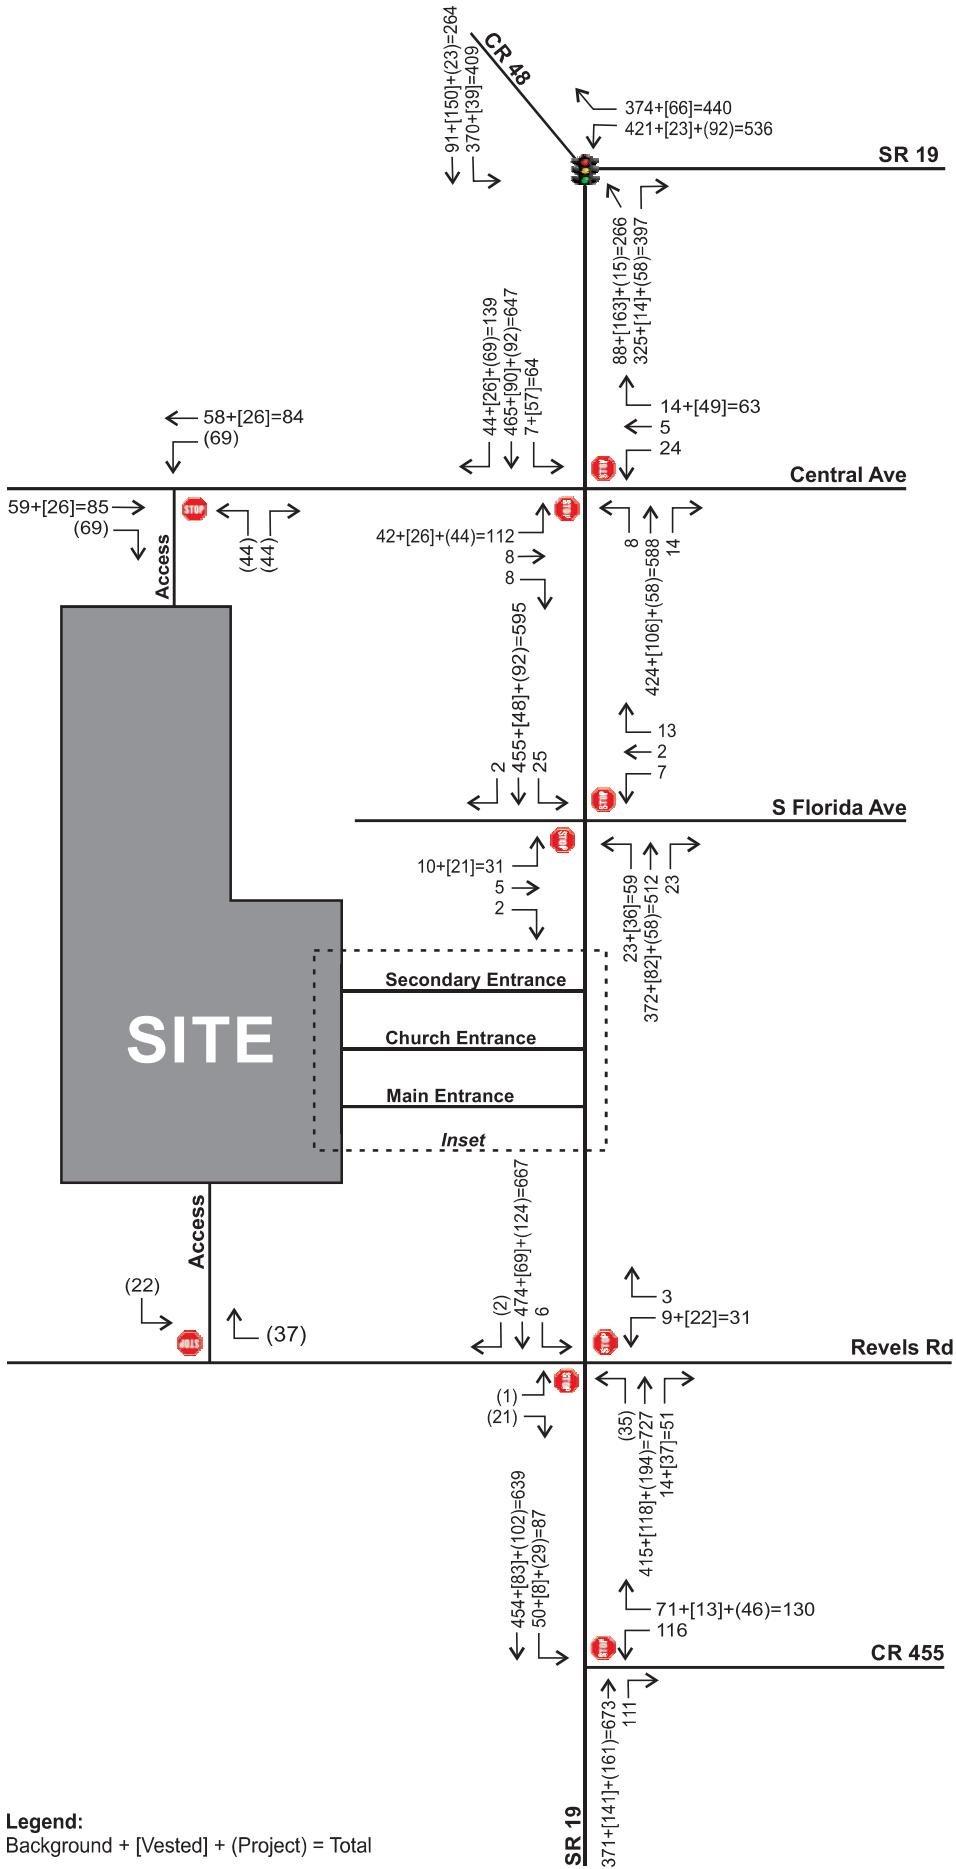 91+[150]+(23)=264
370+[39]=409
CR 48
374+[66]=440
421+[23]+(92)=536
SR 19
88+[163]+(15)=266
325+[14]+(58)=397
44+[26]+(69)=139
465+[90]+(92)=647
7+[57]=64
58+[26]=84
(69)
14+[49]=63
5
24
Central Ave
59+[26]=85
(69)
STOP
(44)
(44)
Access
STOP
STOP
42+[26]+(44)=112
8
8
8
424+[106]+(58)=588
14
2
455+[48]+(92)=595
25
13
2
7
STOP
S Florida Ave
STOP
10+[21]=31
5
2
23+[36]=59
372+[82]+(58)=512
23
SITE
Secondary Entrance
Church Entrance
Main Entrance
Inset
Access
(22)
STOP
(37)
(2)
474+[69]+(124)=667
6
3
9+[22]=31
STOP
Revels Rd
STOP
(1)
(21)
(35)
415+[118]+(194)=727
14+[37]=51
454+[83]+(102)=639
50+[8]+(29)=87
71+[13]+(46)=130
116
STOP
CR 455
371+[141]+(161)=673
111
SR 19
Legend:
Background + [Vested] + (Project) = Total